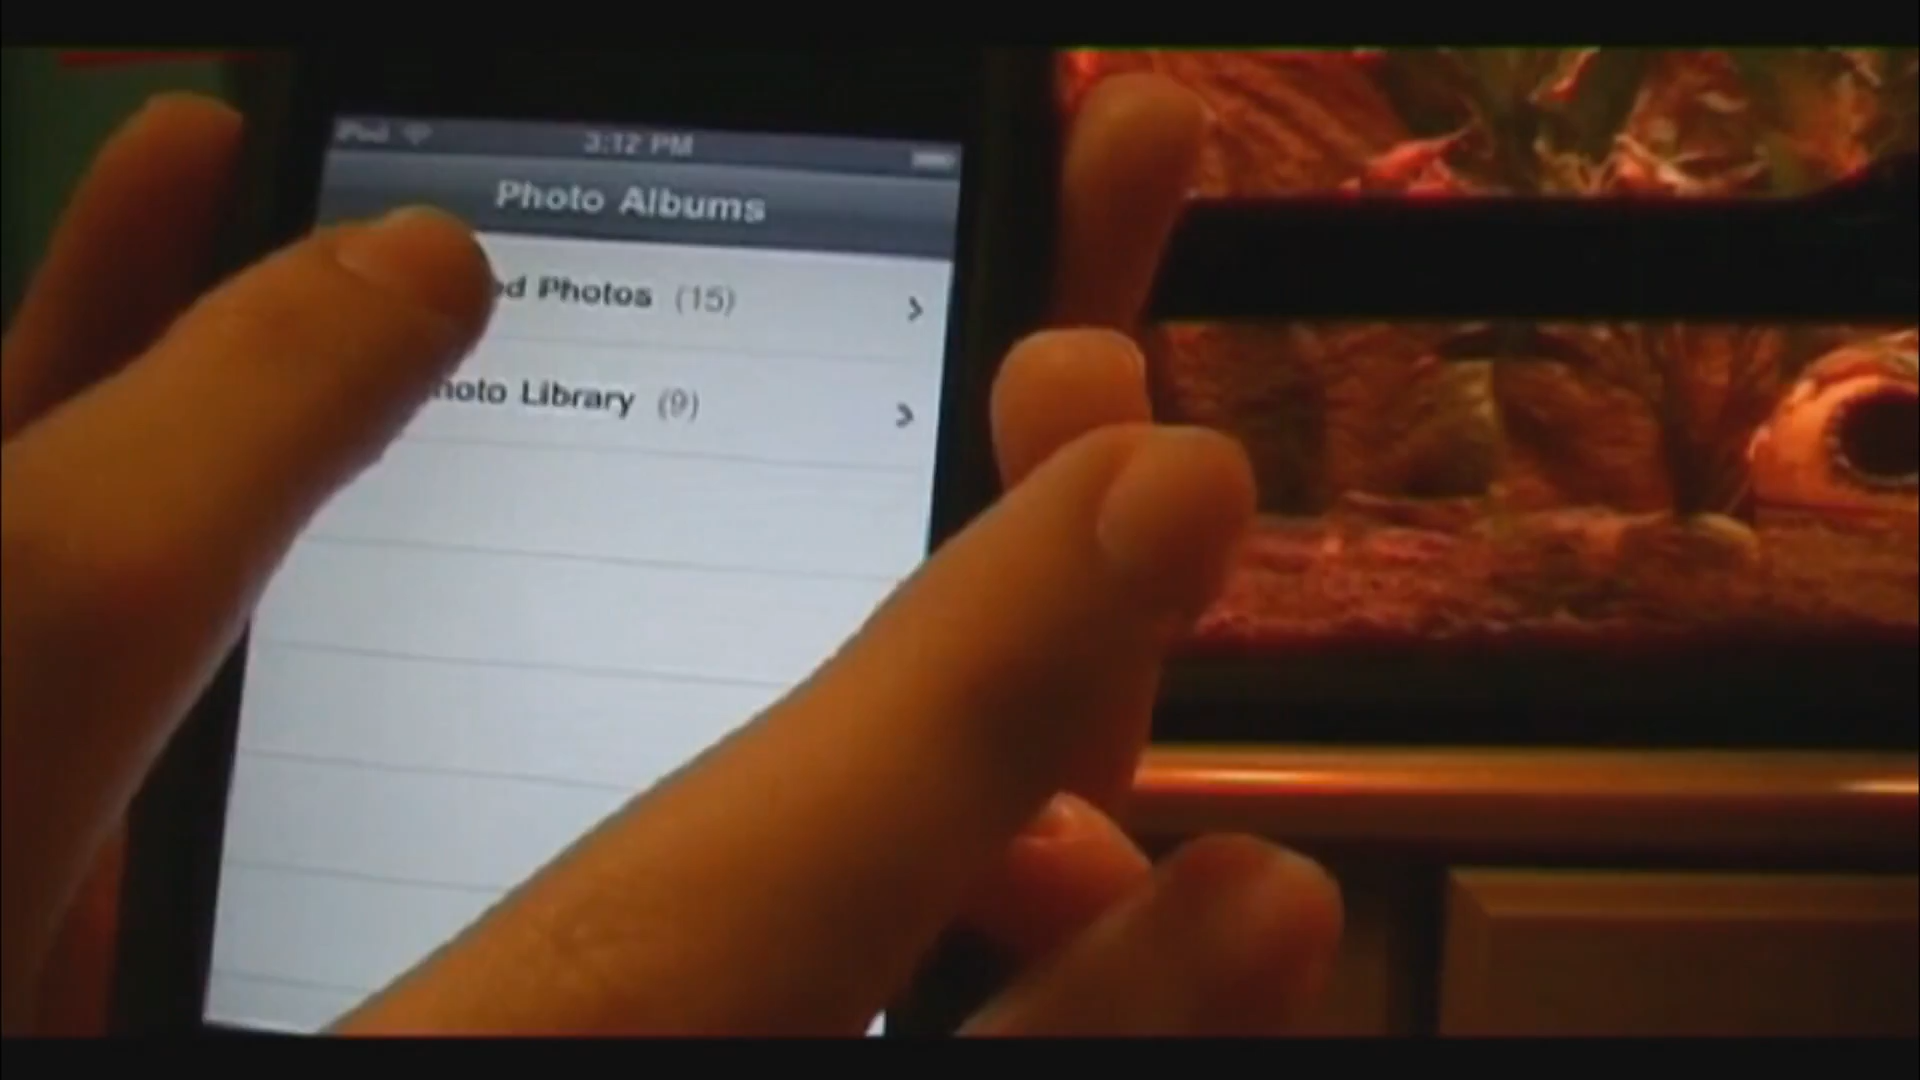 iPod 3:12 PM
Photo Albums
ed Photos (15)
hoto Library (9)